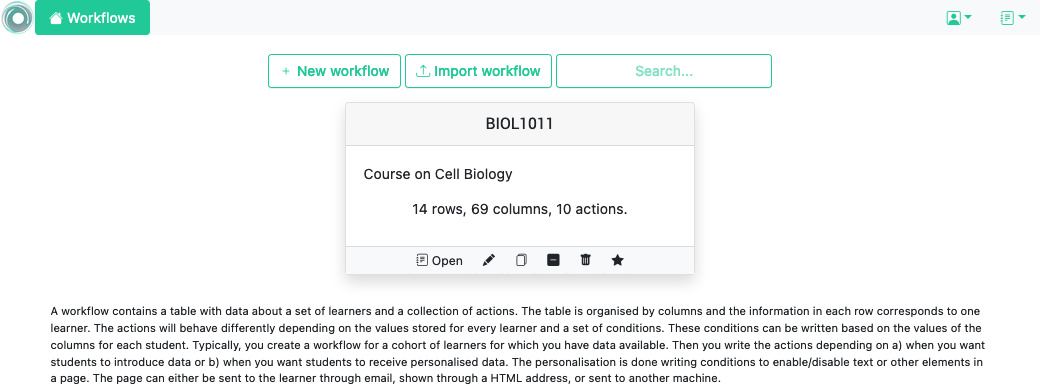 Workflows
New workflow
Import workflow
Search...
BIOL1011
Course on Cell Biology
14 rows, 69 columns, 10 actions.
Open
A workflow contains a table with data about a set of learners and a collection of actions. The table is organised by columns and the information in each row corresponds to one
learner. The actions will behave differently depending on the values stored for every learner and a set of conditions. These conditions can be written based on the values of the
columns for each student. Typically, you create a workflow for a cohort of learners for which you have data available. Then you write the actions depending on a) when you want
students to introduce data or b) when you want students to receive personalised data. The personalisation is done writing conditions to enable/disable text or other elements in
a page. The page can either be sent to the learner through email, shown through a HTML address, or sent to another machine.